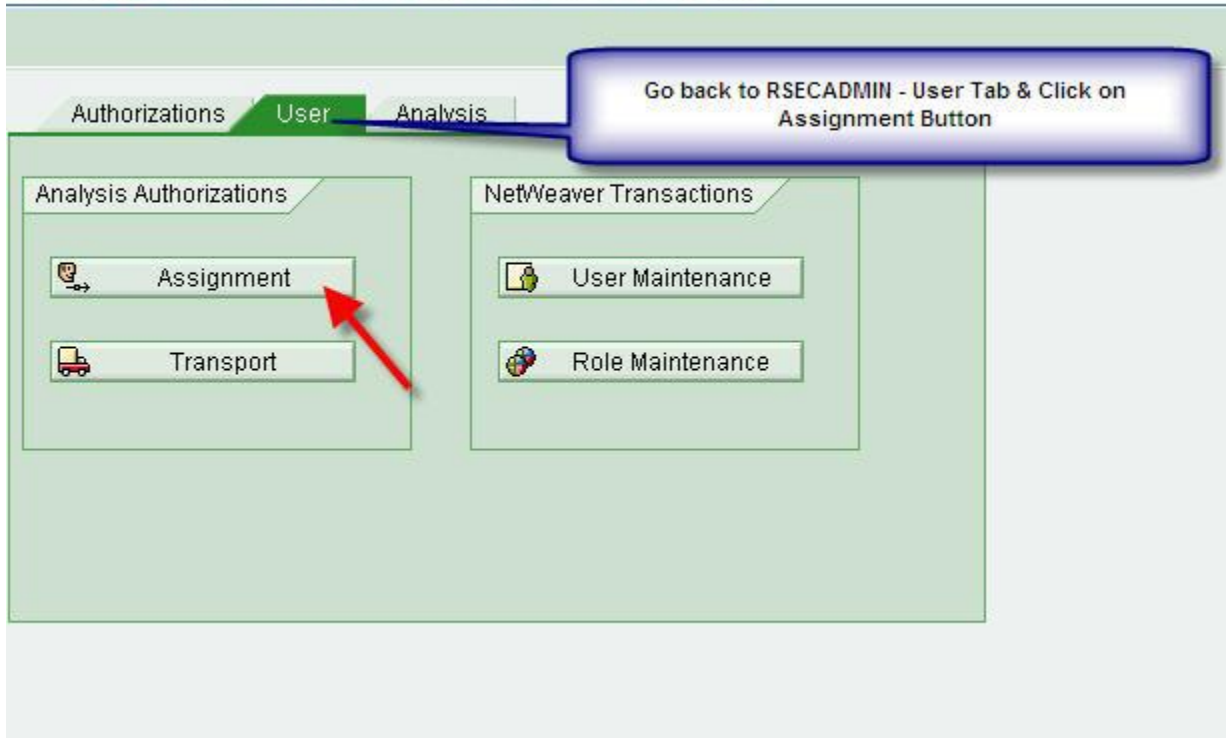 Go back to RSECADMIN - User Tab & Click on
Assignment Button
Authorizations User Analysis
Analysis Authorizations NetWeaver Transactions
Assignment User Maintenance
Transport Role Maintenance